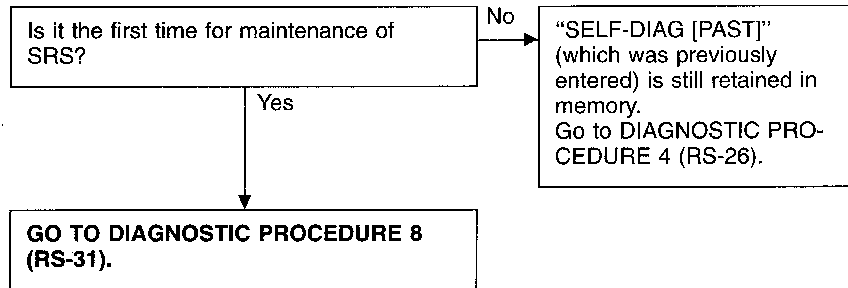 Is it the first time for maintenance of
SRS?
No
"SELF-DIAG [PAST]"
(which was previously
entered) is still retained in
memory.
Go to DIAGNOSTIC PRO-
CEDURE 4 (RS-26).
Yes
GO TO DIAGNOSTIC PROCEDURE 8
(RS-31).